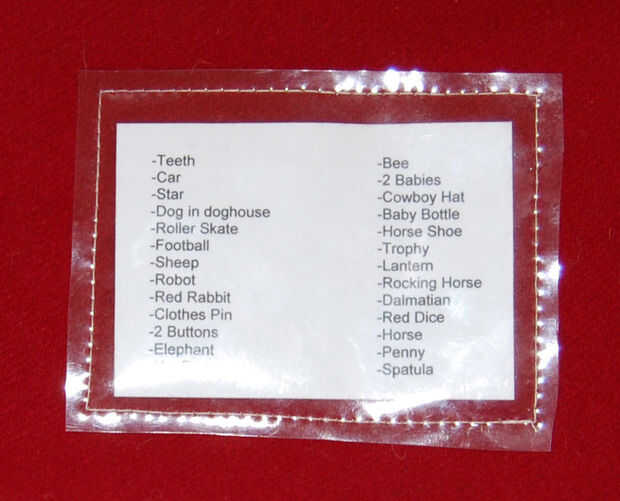 -Teeth
-Car
-Star
-Dog in doghouse
-Roller Skate
-Football
-Sheep
-Robot
-Red Rabbit
-Clothes Pin
-2 Buttons
-Elephant
-Bee
-2 Babies
-Cowboy Hat
-Baby Bottle
-Horse Shoe
-Trophy
-Lantern
-Rocking Horse
-Dalmatian
-Red Dice
-Horse
-Penny
-Spatula